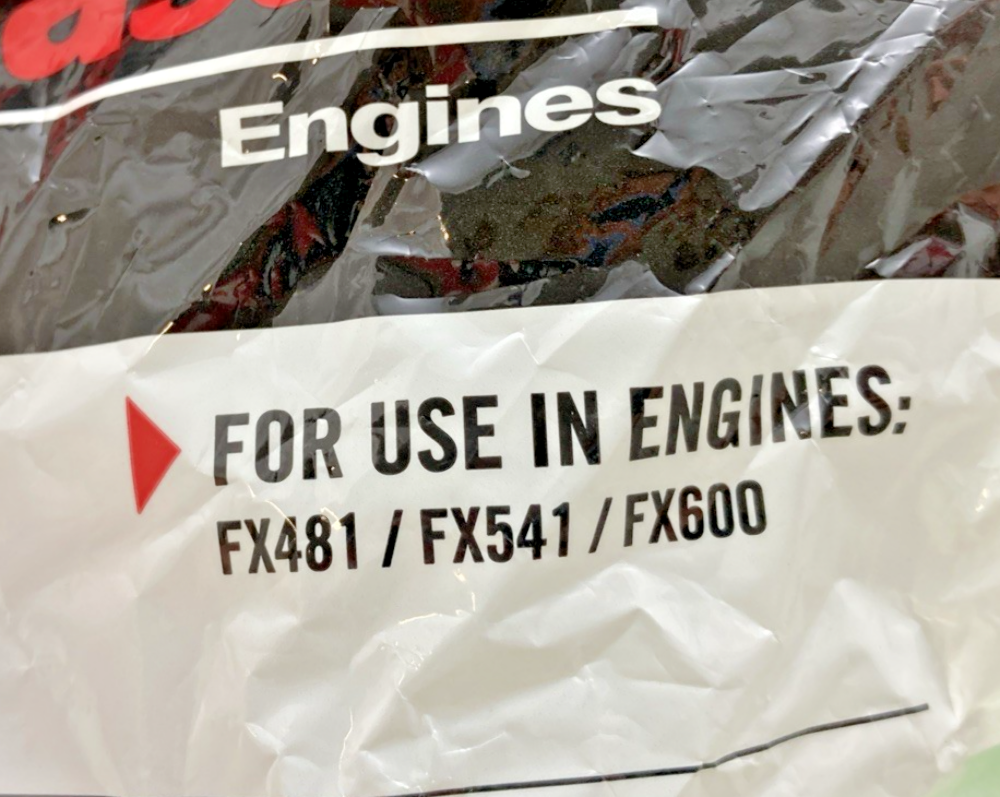 Engines
FOR USE IN ENGINES:
FX481 / FX541 / FX600